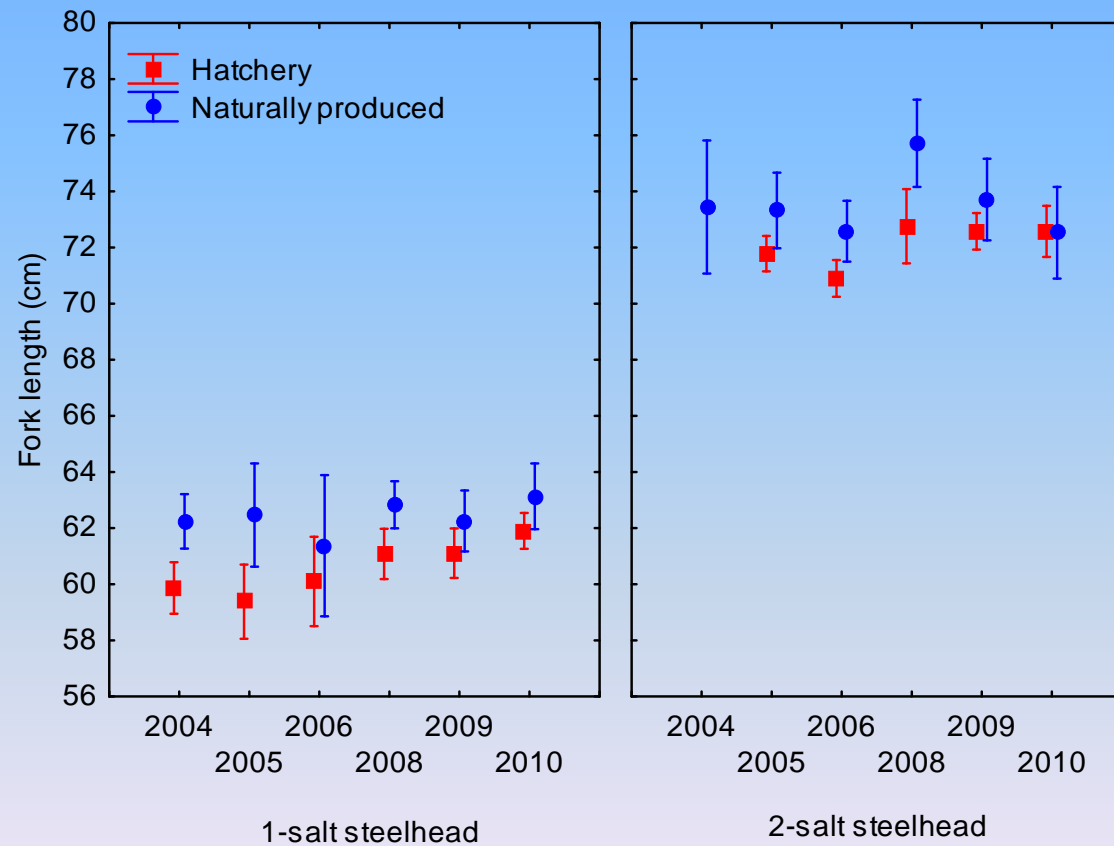 80
78
76
74
72
70
68
66
64
62
60
58
56
Fork length (cm)
Hatchery
Naturally produced
2004 2006 2009
2005 2008 2010
1-salt steelhead
2004 2006 2009
2005 2008 2010
2-salt steelhead